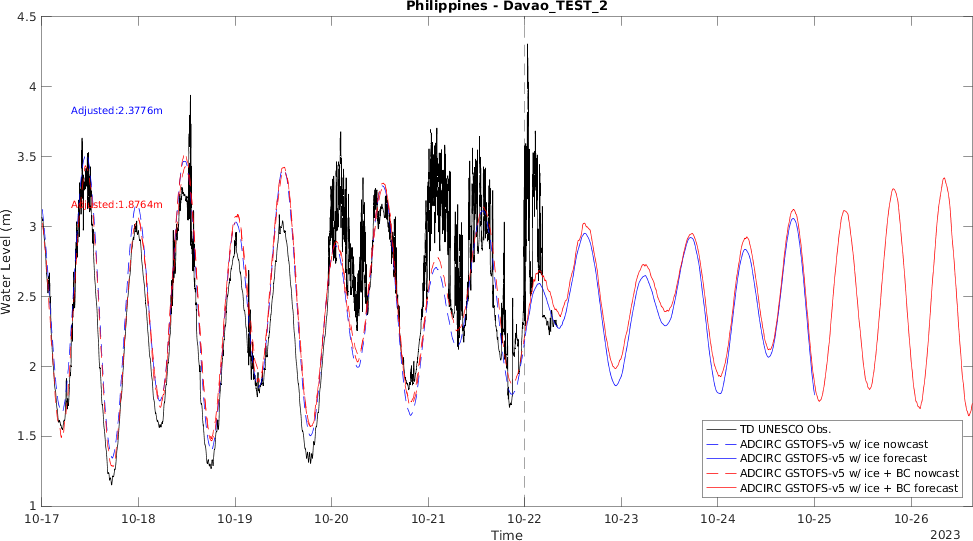 Philippines - Davao_TEST_2
4.5
4
3.5
3
2.5
2
1.5
1
Water Level (m)
Adjusted:2.3776m
Adjusted:1.8764m
TD UNESCO Obs.
ADCIRC GSTOFS-v5 w/ ice nowcast
ADCIRC GSTOFS-v5 w/ ice forecast
ADCIRC GSTOFS-v5 w/ ice + BC nowcast
ADCIRC GSTOFS-v5 w/ ice + BC forecast
10-17 10-18 10-19 10-20 10-21 10-22 10-23 10-24 10-25 10-26
Time
2023